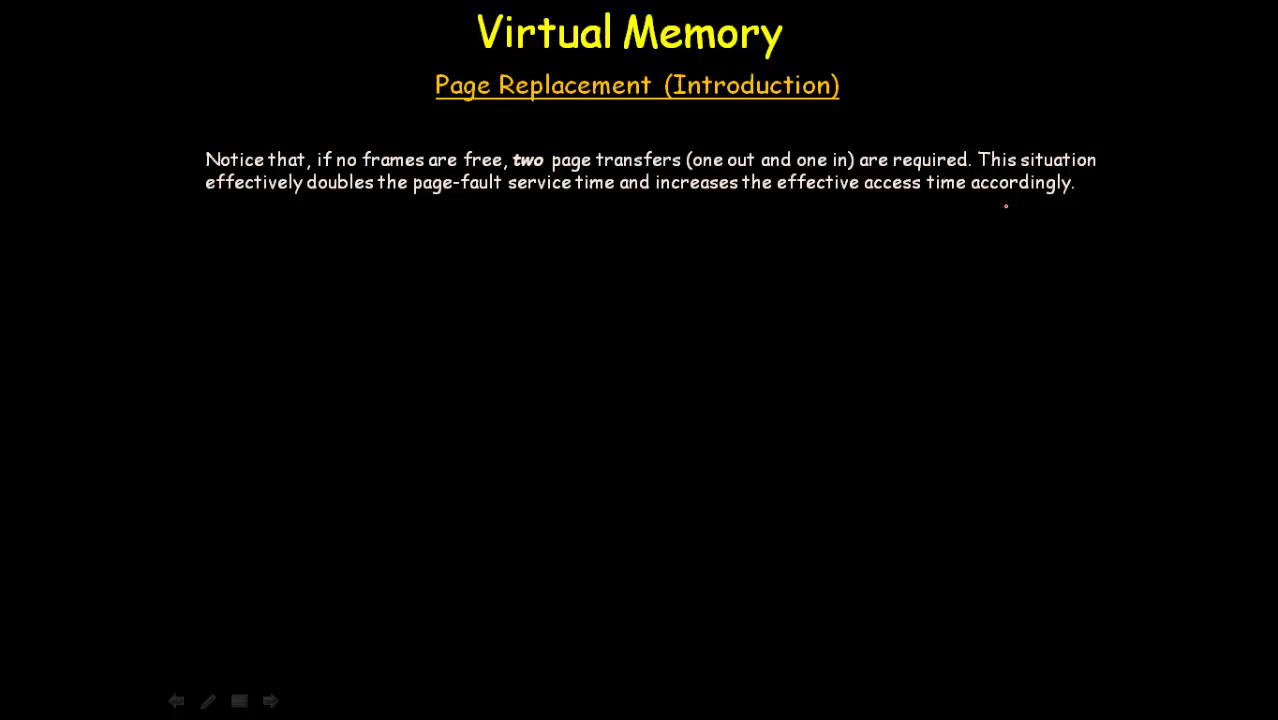 Virtual Memory
Page Replacement (Introduction)
Notice that, if no frames are free, two page transfers (one out and one in) are required. This situation
effectively doubles the page-fault service time and increases the effective access time accordingly.